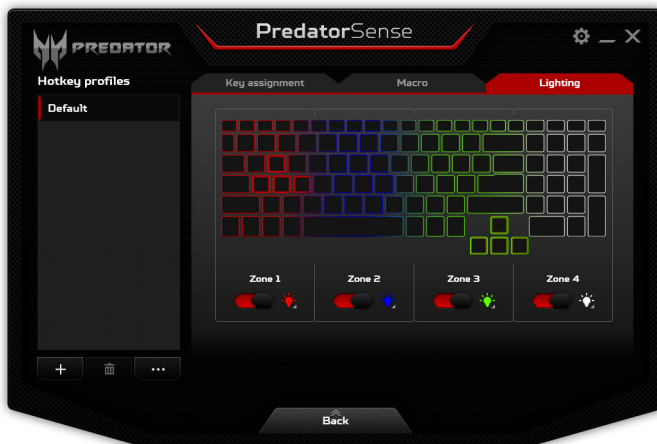 PredatorSense
PREDATOR
Hotkey profiles
Key assignment
Macro
Lighting
Default
Zone 1
Zone 2
Zone 3
Zone 4
Back